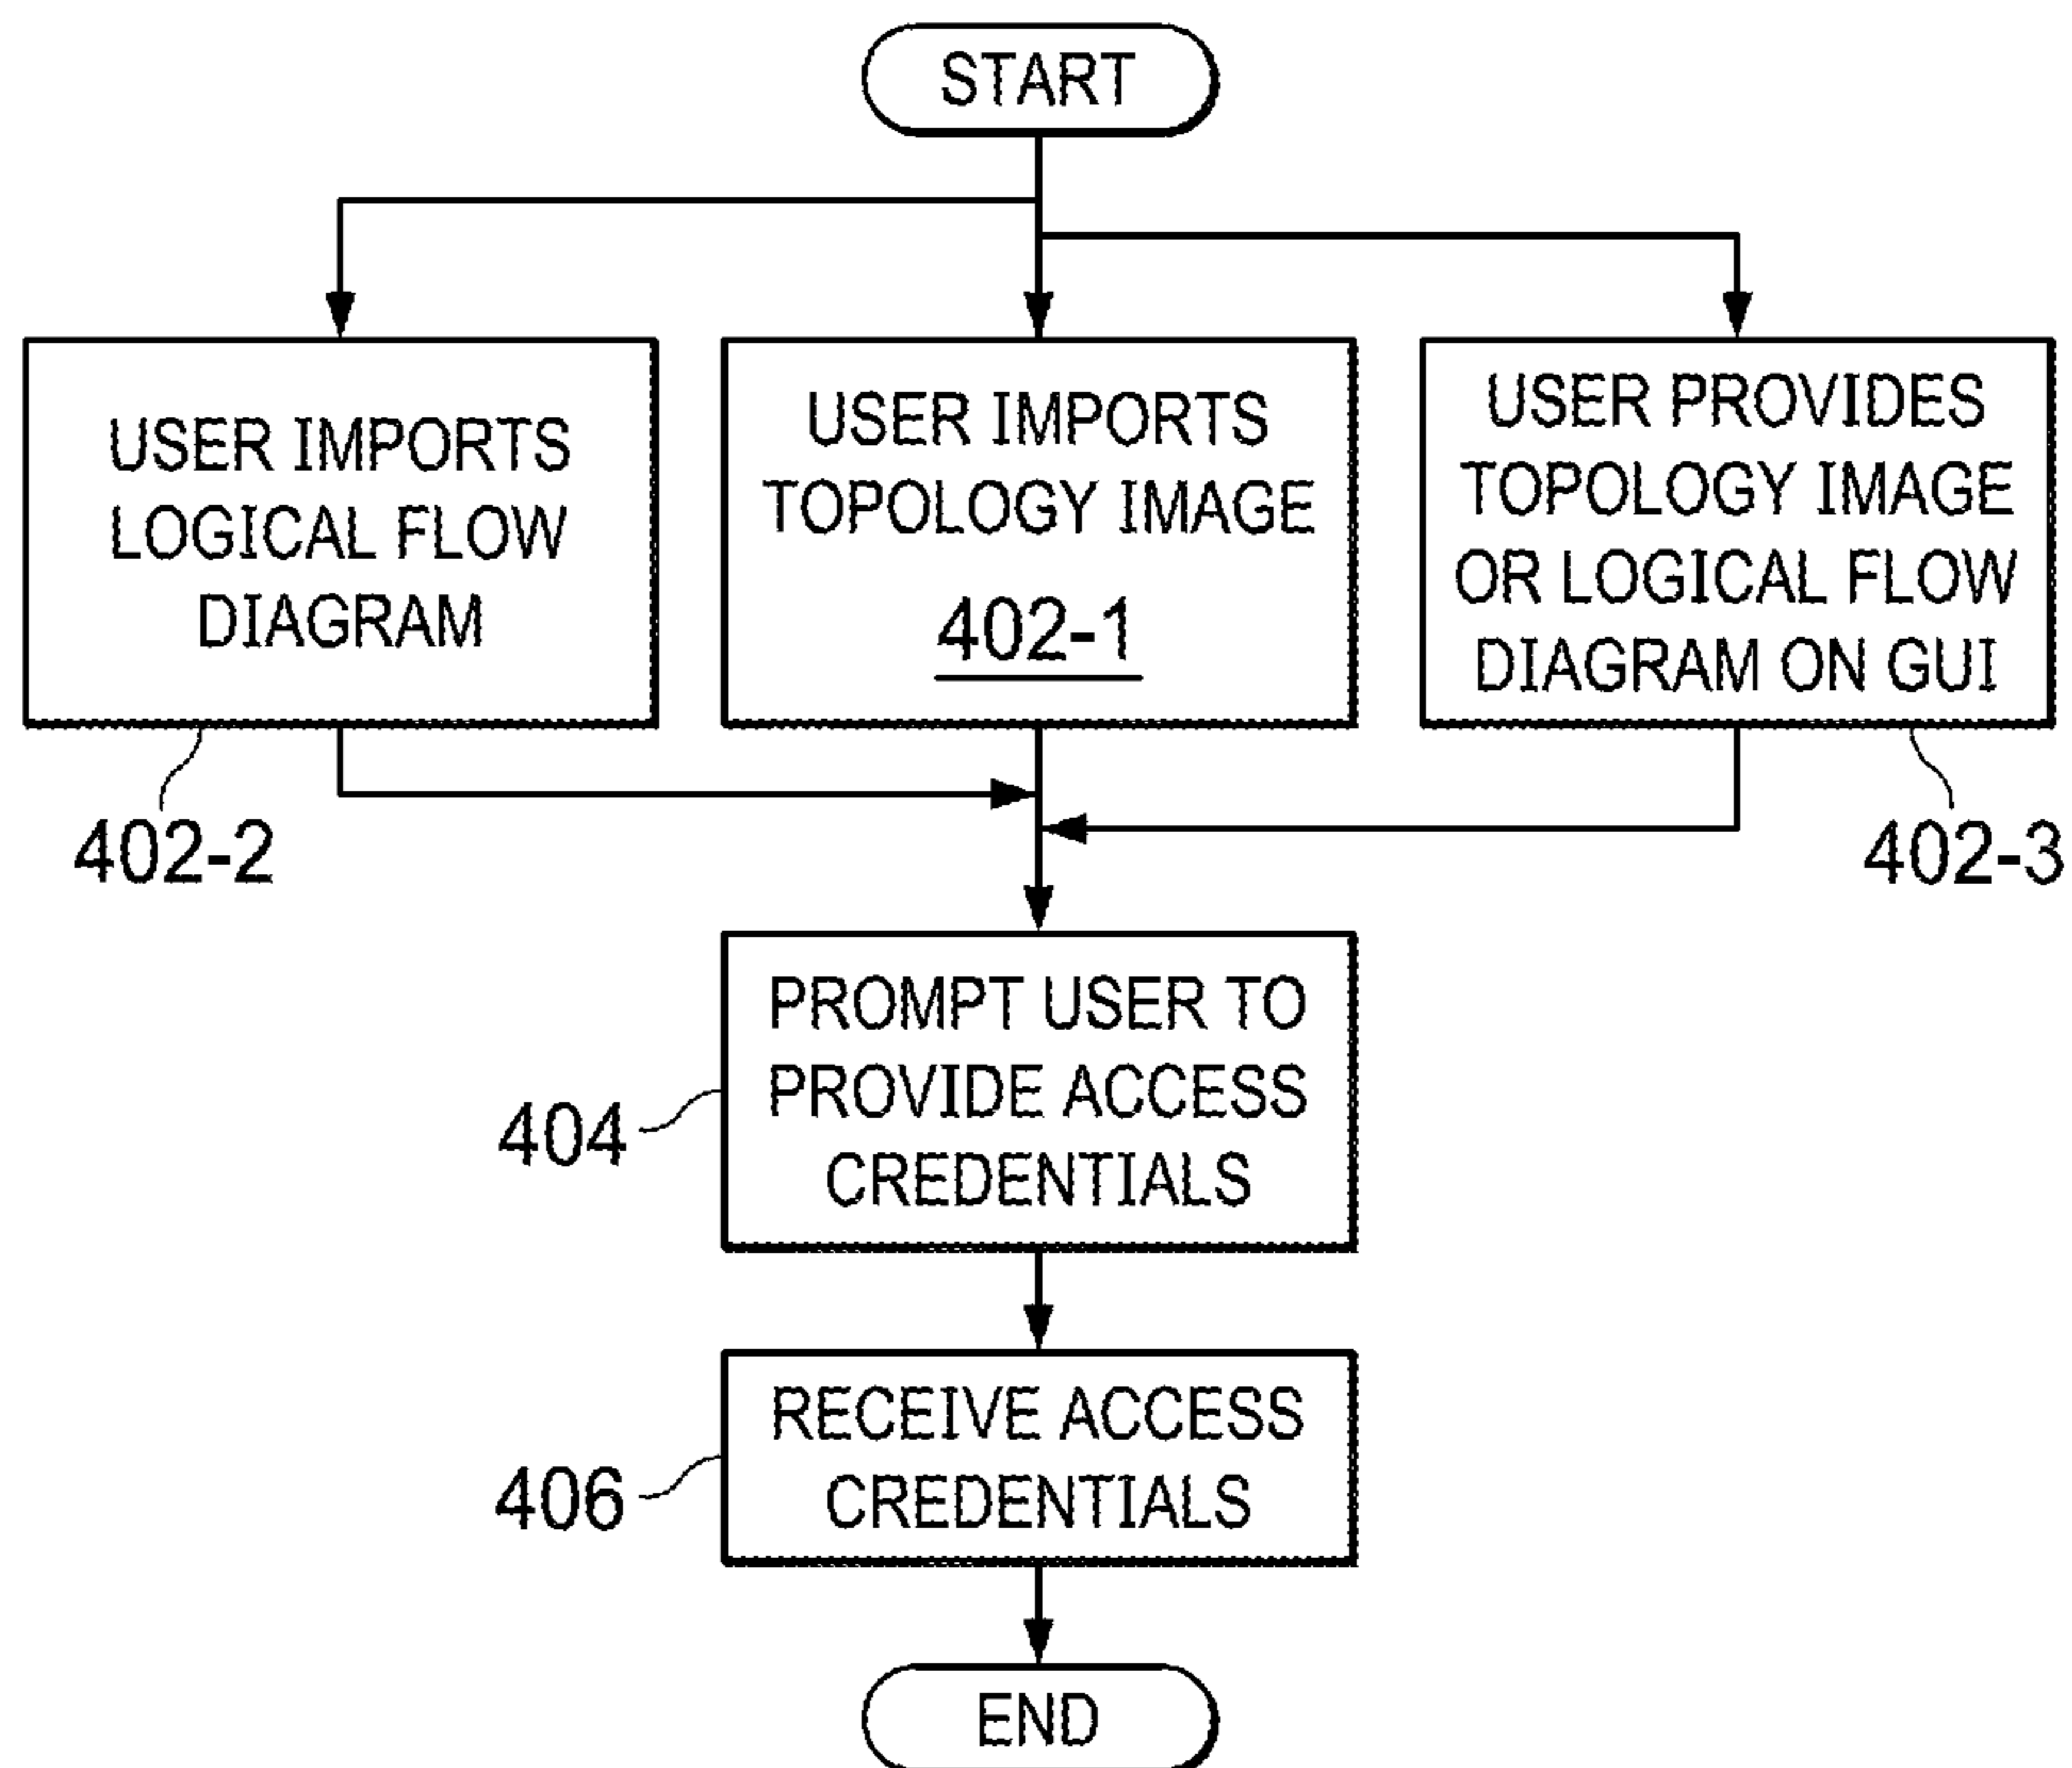 START
USER IMPORTS
LOGICAL FLOW
DIAGRAM
402-2
USER IMPORTS
TOPOLOGY IMAGE
402-1
USER PROVIDES
TOPOLOGY IMAGE
OR LOGICAL FLOW
DIAGRAM ON GUI
402-3
PROMPT USER TO
PROVIDE ACCESS
CREDENTIALS
404
RECEIVE ACCESS
CREDENTIALS
406
END